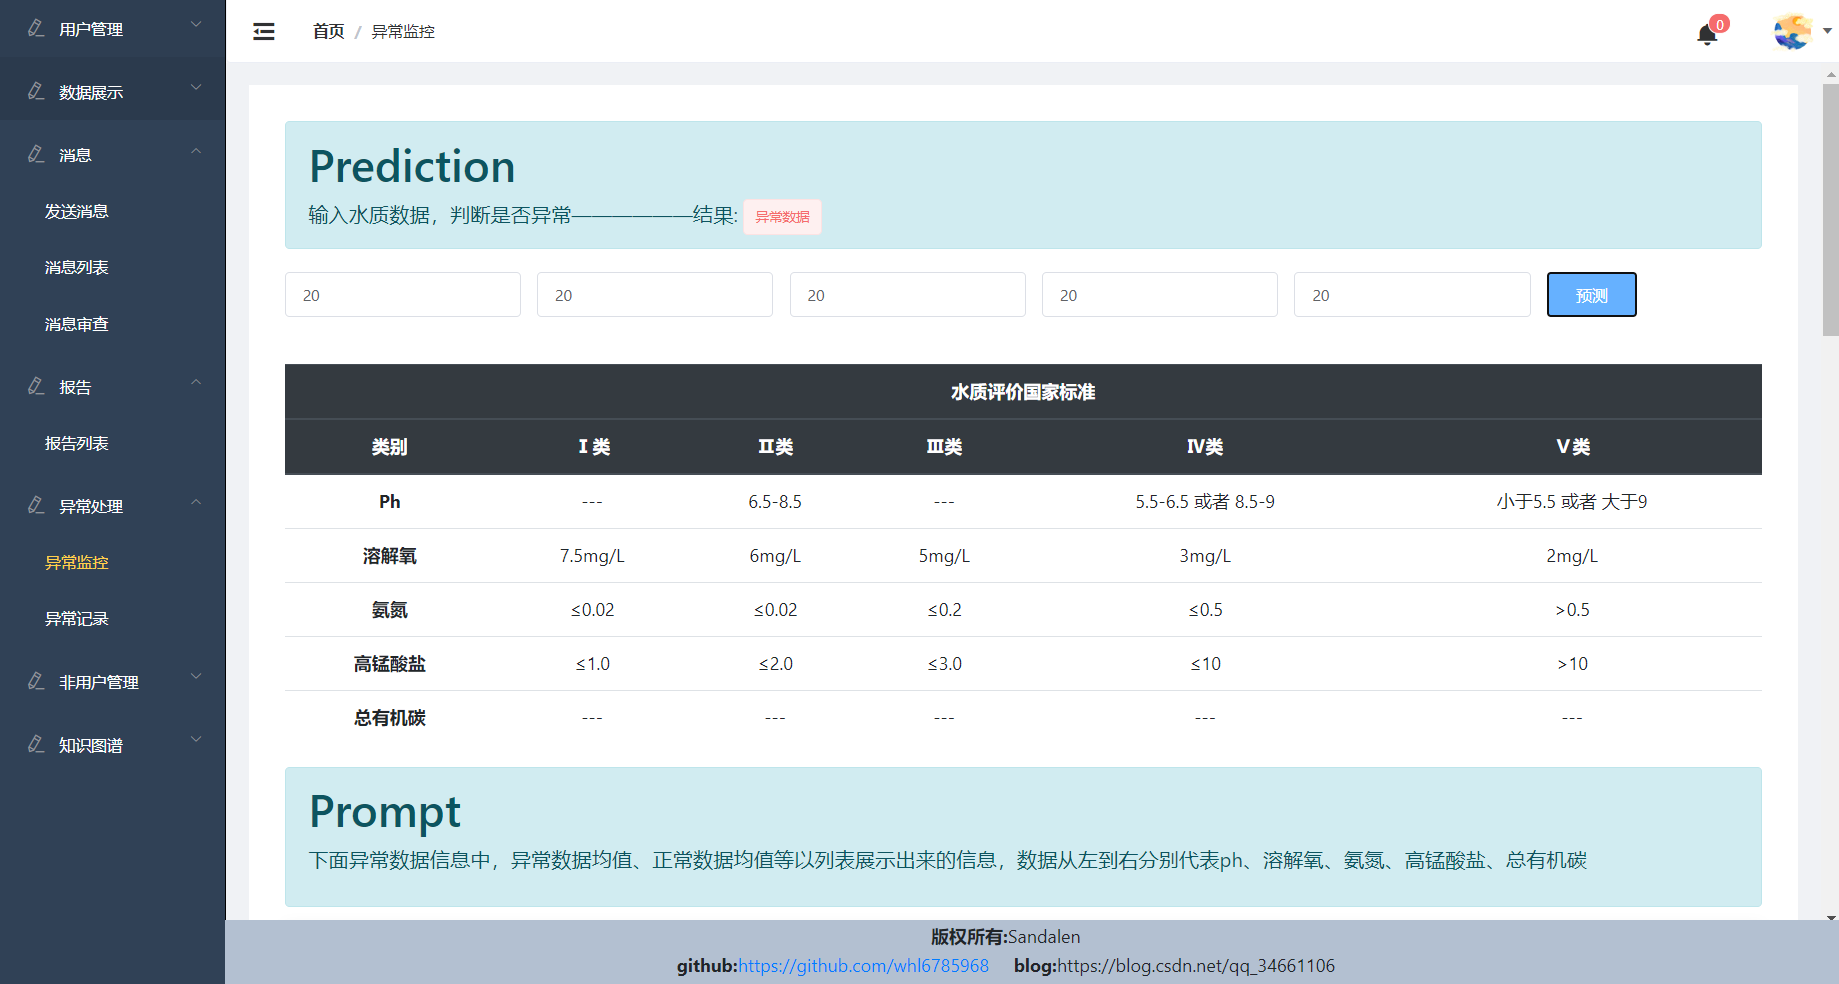 用户管理
数据展示
消息
发送消息
消息列表
消息审查
报告
报告列表
异常处理
异常监控
异常记录
非用户管理
知识图谱
首页 / 异常监控
0
Prediction
输入水质数据，判断是否异常——————结果: 异常数据
20 20 20 20 20 预测
水质评价国家标准
类别 Ⅰ 类 Ⅱ类 Ⅲ类 Ⅳ类 Ⅴ类
Ph --- 6.5-8.5 --- 5.5-6.5 或者 8.5-9 小于5.5 或者 大于9
溶解氧 7.5mg/L 6mg/L 5mg/L 3mg/L 2mg/L
氨氮 ≤0.02 ≤0.02 ≤0.2 ≤0.5 >0.5
高锰酸盐 ≤1.0 ≤2.0 ≤3.0 ≤10 >10
总有机碳 --- --- --- --- ---
Prompt
下面异常数据信息中，异常数据均值、正常数据均值等以列表展示出来的信息，数据从左到右分别代表ph、溶解氧、氨氮、高锰酸盐、总有机碳
版权所有:Sandalen
github:https://github.com/whl6785968 blog:https://blog.csdn.net/qq_34661106